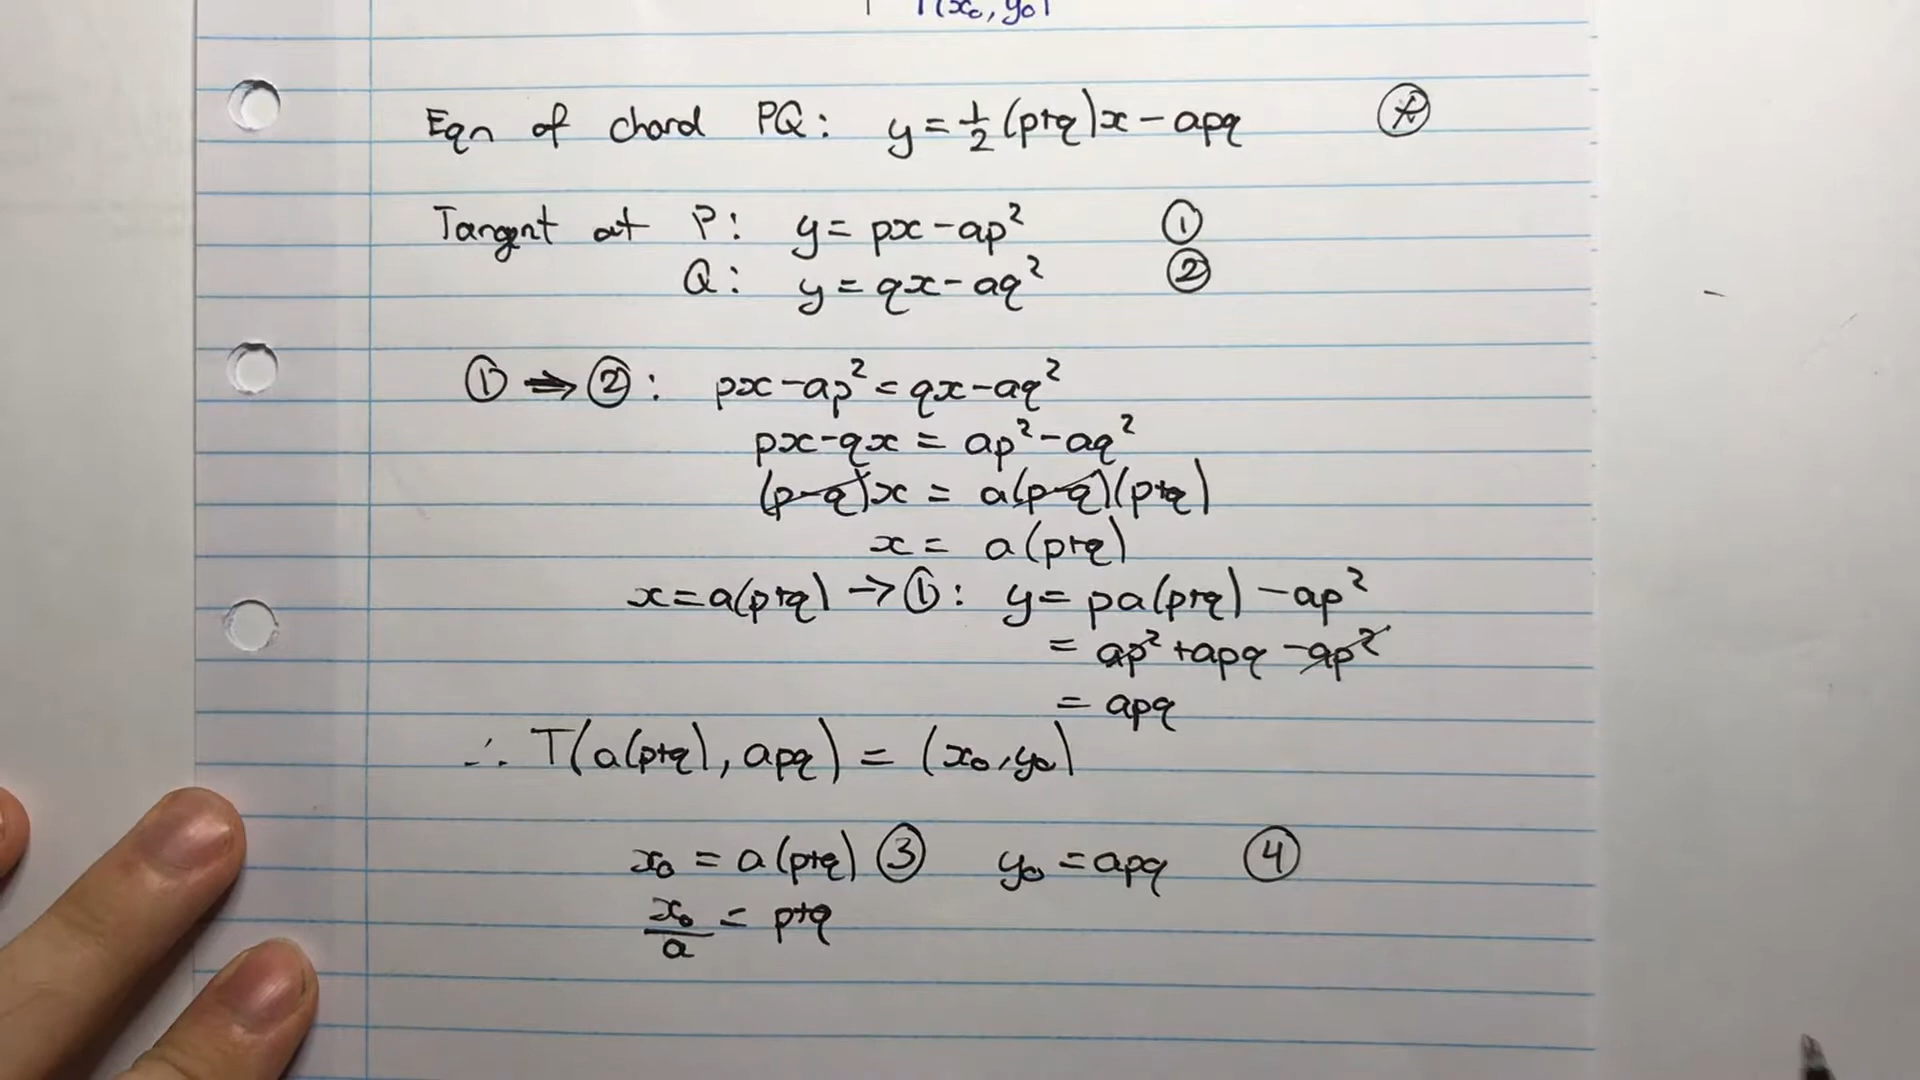 T(x₀, y₀)
Eqn of chord PQ: y = ½ (p+q)x − apq ⊛
Tangent at P: y = px − ap² ①
Q: y = qx − aq² ②
① → ②: px − ap² = qx − aq²
px − qx = ap² − aq²
(p−q)x = a(p−q)(p+q)
x = a(p+q)
x = a(p+q) → ①: y = pa(p+q) − ap²
= ap² + apq − ap²
= apq
∴ T(a(p+q), apq) = (x₀, y₀)
x₀ = a(p+q) ③ y₀ = apq ④
x₀/a = p+q